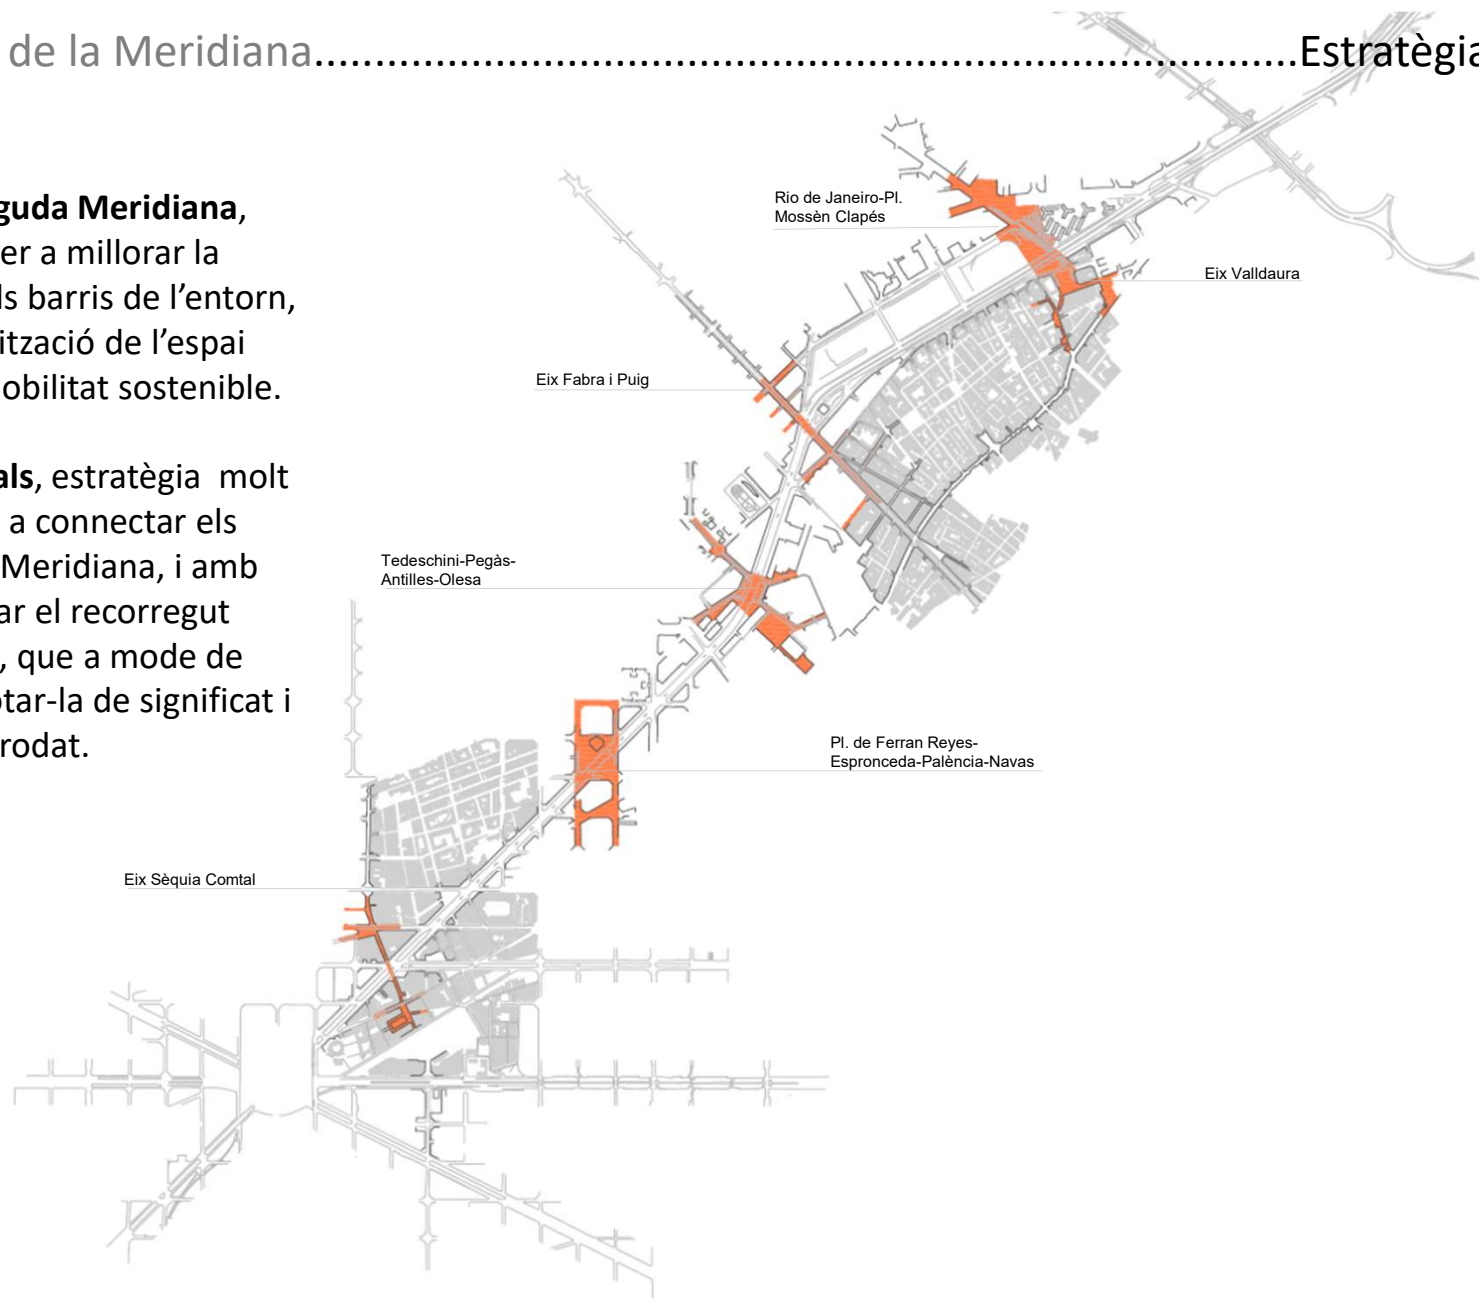 de la Meridiana....................................................................................Estratègia
guda Meridiana,
er a millorar la
ls barris de l’entorn,
ització de l’espai
obilitat sostenible.
als, estratègia  molt
a connectar els
Meridiana, i amb
ar el recorregut
, que a mode de
otar-la de significat i
rodat.
Rio de Janeiro-Pl.
Mossèn Clapés
Eix Valldaura
Eix Fabra i Puig
Tedeschini-Pegàs-
Antilles-Olesa
Pl. de Ferran Reyes-
Espronceda-Palència-Navas
Eix Sèquia Comtal